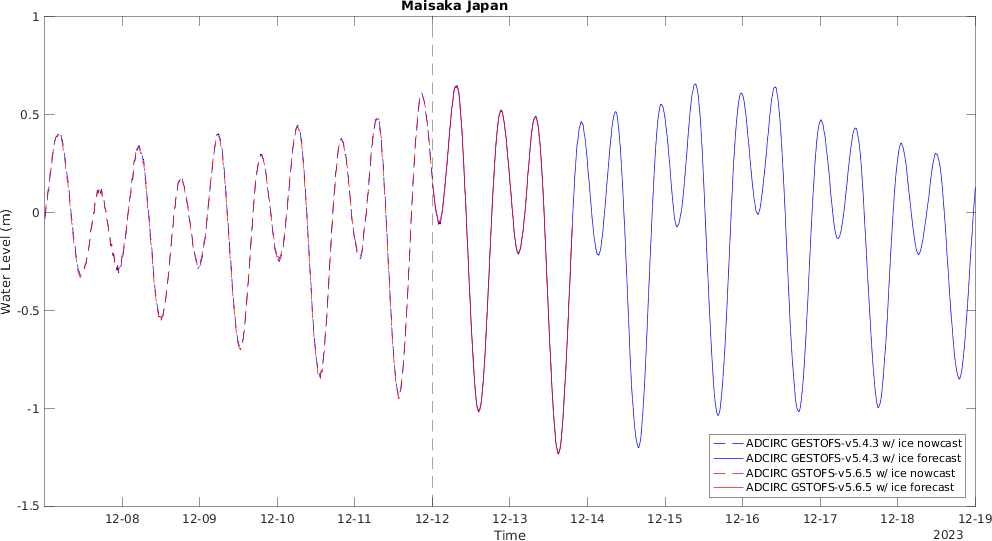 Maisaka Japan
1
0.5
0
-0.5
-1
-1.5
Water Level (m)
ADCIRC GESTOFS-v5.4.3 w/ ice nowcast
ADCIRC GESTOFS-v5.4.3 w/ ice forecast
ADCIRC GSTOFS-v5.6.5 w/ ice nowcast
ADCIRC GSTOFS-v5.6.5 w/ ice forecast
12-08 12-09 12-10 12-11 12-12 12-13 12-14 12-15 12-16 12-17 12-18 12-19
Time
2023